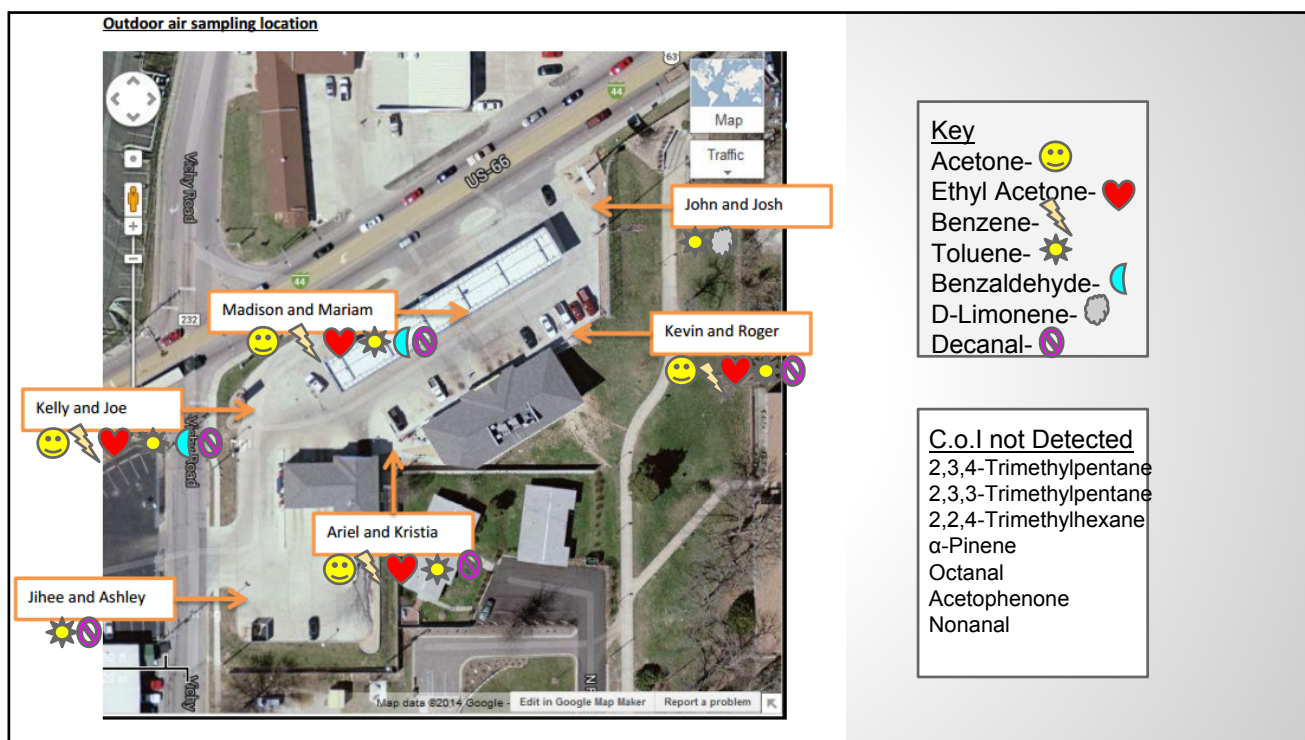 Outdoor air sampling location
63
44
Map
Traffic
US-66
Vichy Road
John and Josh
44
Madison and Mariam
232
Kevin and Roger
Kelly and Joe
Ariel and Kristia
Jihee and Ashley
Vichy
Map data ©2014 Google -
Edit in Google Map Maker
Report a problem
Key
Acetone-
Ethyl Acetone-
Benzene-
Toluene-
Benzaldehyde-
D-Limonene-
Decanal-
C.o.I not Detected
2,3,4-Trimethylpentane
2,3,3-Trimethylpentane
2,2,4-Trimethylhexane
α-Pinene
Octanal
Acetophenone
Nonanal